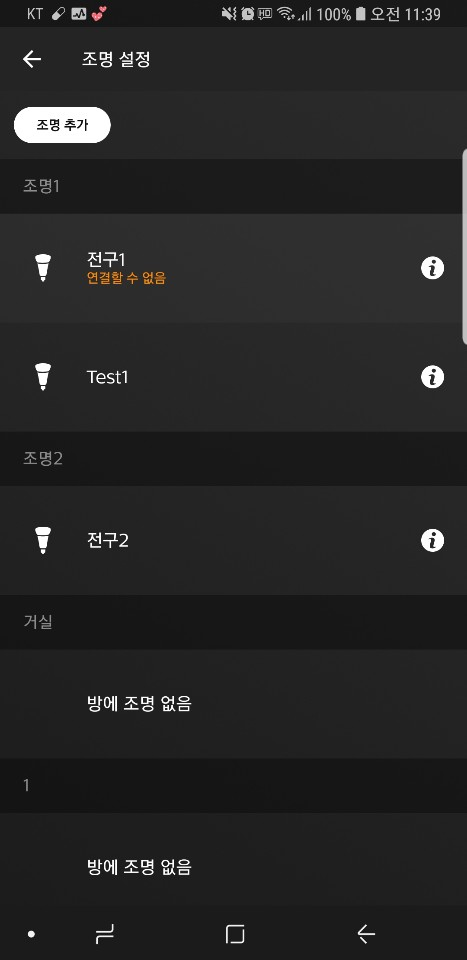 KT HD 100% 오전 11:39
조명 설정
조명 추가
조명1
전구1
연결할 수 없음
Test1
조명2
전구2
거실
방에 조명 없음
1
방에 조명 없음